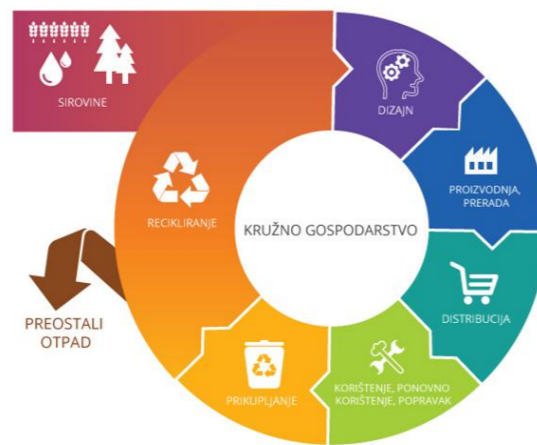 SIROVINE
DIZAJN
PROIZVODNJA,
PRERADA
DISTRIBUCIJA
KORIŠTENJE, PONOVNO
KORIŠTENJE, POPRAVAK
PRIKUPLJANJE
RECIKLIRANJE
KRUŽNO GOSPODARSTVO
PREOSTALI
OTPAD